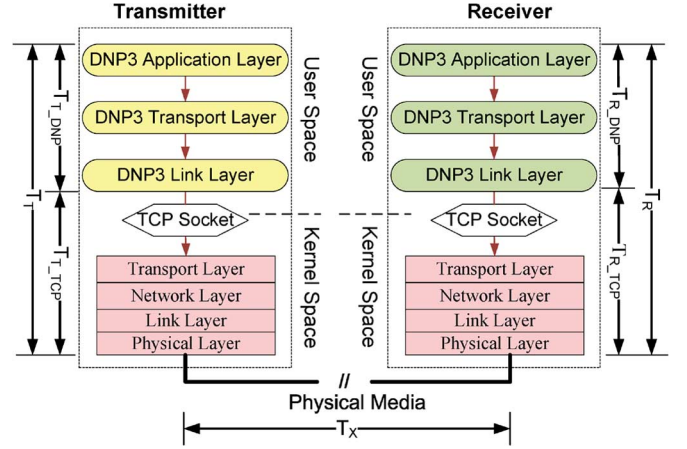 Transmitter
Receiver
DNP3 Application Layer
DNP3 Transport Layer
DNP3 Link Layer
TCP Socket
Transport Layer
Network Layer
Link Layer
Physical Layer
User Space
Kernel Space
T_T
T_T_DNP
T_T_TCP
DNP3 Application Layer
DNP3 Transport Layer
DNP3 Link Layer
TCP Socket
Transport Layer
Network Layer
Link Layer
Physical Layer
User Space
Kernel Space
T_R_DNP
T_R_TCP
T_R
//
Physical Media
T_X